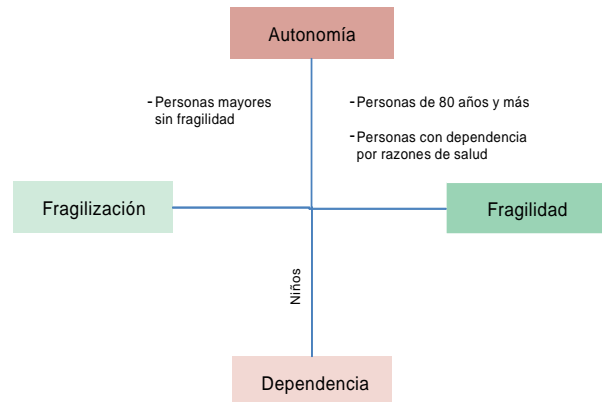 Autonomía
- Personas mayores
sin fragilidad
- Personas de 80 años y más
- Personas con dependencia
por razones de salud
Fragilización
Fragilidad
Niños
Dependencia